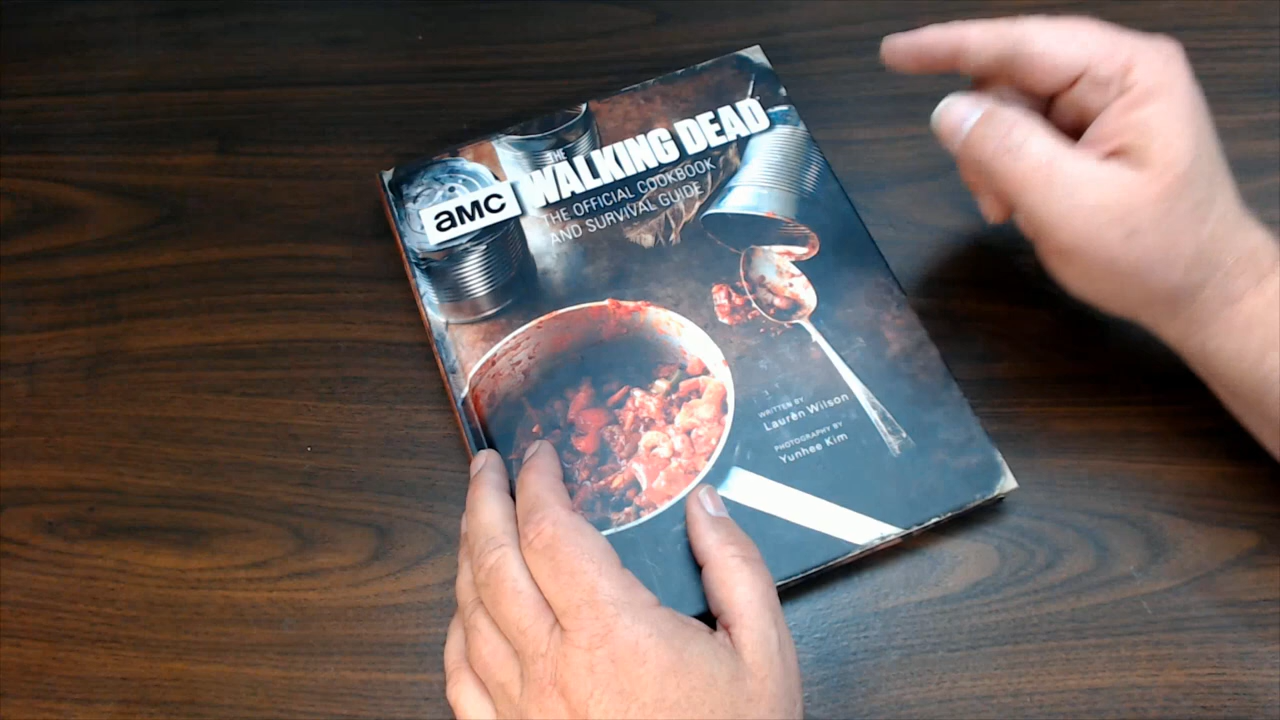 THE
WALKING DEAD
aMC
THE OFFICIAL COOKBOOK
AND SURVIVAL GUIDE
WRITTEN BY
Lauren Wilson
PHOTOGRAPHY BY
Yunhee Kim